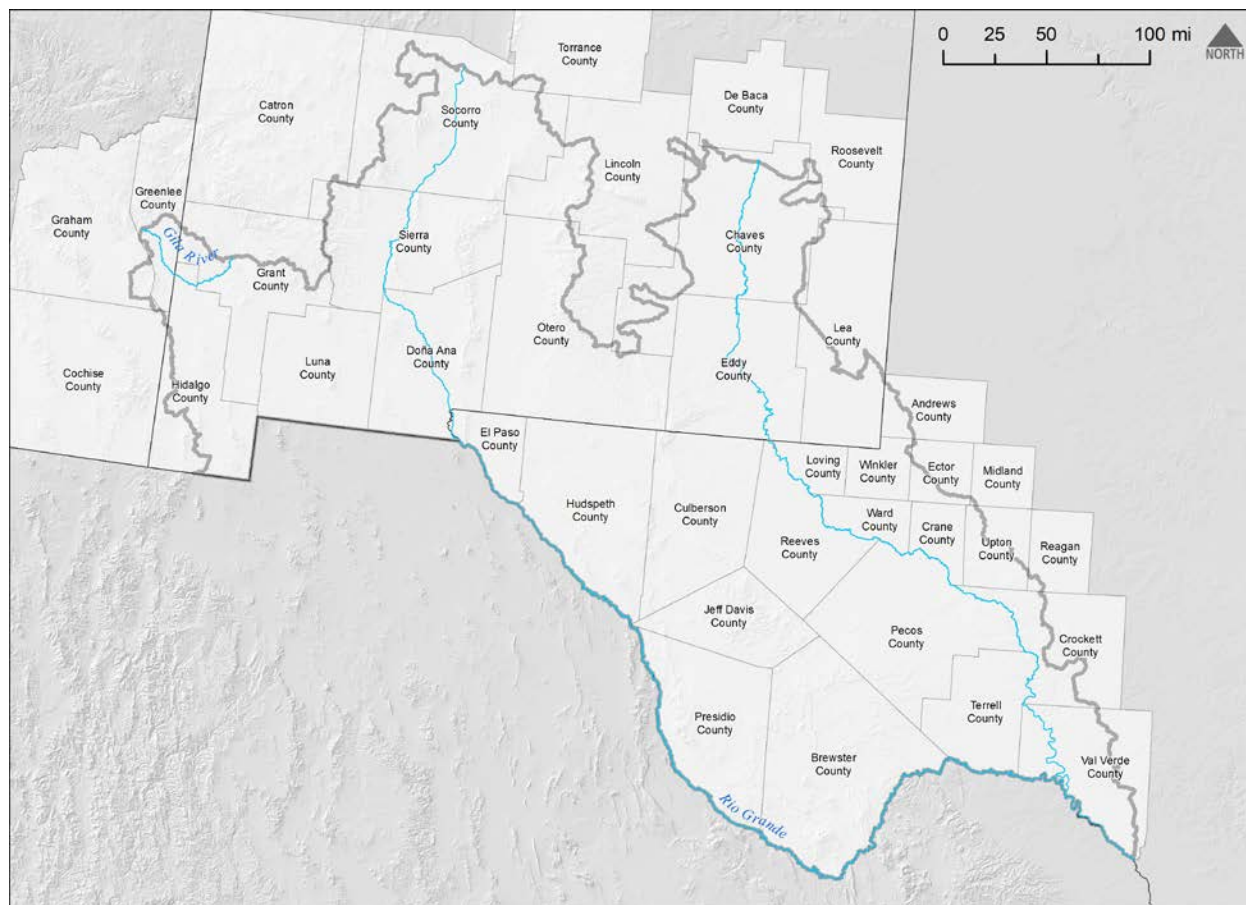 0 25 50 100 mi
NORTH
Torrance
County
De Baca
County
Catron
County
Socorro
County
Roosevelt
County
Lincoln
County
Greenlee
County
Graham
County
Gila River
Sierra
County
Chaves
County
Grant
County
Otero
County
Lea
County
Luna
County
Doña Ana
County
Eddy
County
Cochise
County
Hidalgo
County
Andrews
County
El Paso
County
Loving
County
Winkler
County
Ector
County
Midland
County
Hudspeth
County
Culberson
County
Ward
County
Crane
County
Reeves
County
Upton
County
Reagan
County
Jeff Davis
County
Pecos
County
Crockett
County
Presidio
County
Terrell
County
Brewster
County
Val Verde
County
Rio Grande